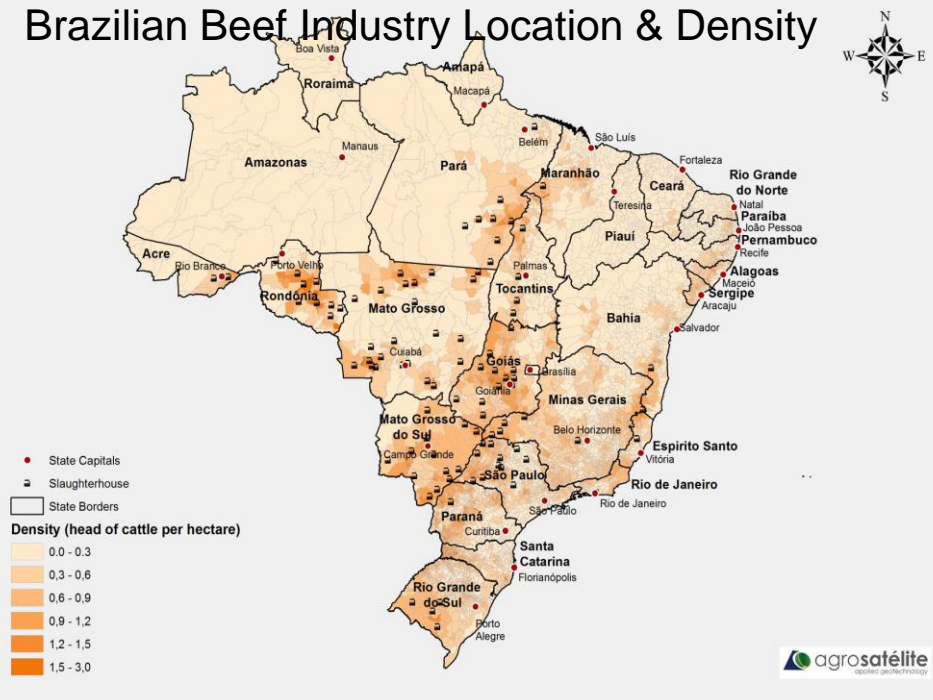 Brazilian Beef Industry Location & Density
N
W
E
S
Boa Vista
Roraima
Amapá
Macapá
Manaus
Amazonas
Belém
Pará
São Luís
Maranhão
Fortaleza
Ceará
Teresina
Rio Grande
do Norte
Natal
Paraíba
João Pessoa
Pernambuco
Recife
Piauí
Alagoas
Maceió
Sergipe
Aracaju
Acre
Rio Branco
Porto Velho
Rondônia
Mato Grosso
Cuiabá
Palmas
Tocantins
Bahia
Salvador
Goiás
Brasília
Goiânia
Minas Gerais
Belo Horizonte
Mato Grosso
do Sul
Campo Grande
Espirito Santo
Vitória
São Paulo
São Paulo
Rio de Janeiro
Rio de Janeiro
Paraná
Curitiba
Santa
Catarina
Florianópolis
Rio Grande
do Sul
Porto
Alegre
State Capitals
Slaughterhouse
State Borders
Density (head of cattle per hectare)
0.0 - 0.3
0,3 - 0,6
0,6 - 0,9
0,9 - 1,2
1,2 - 1,5
1,5 - 3,0
agrosatélite
applied geotechnology